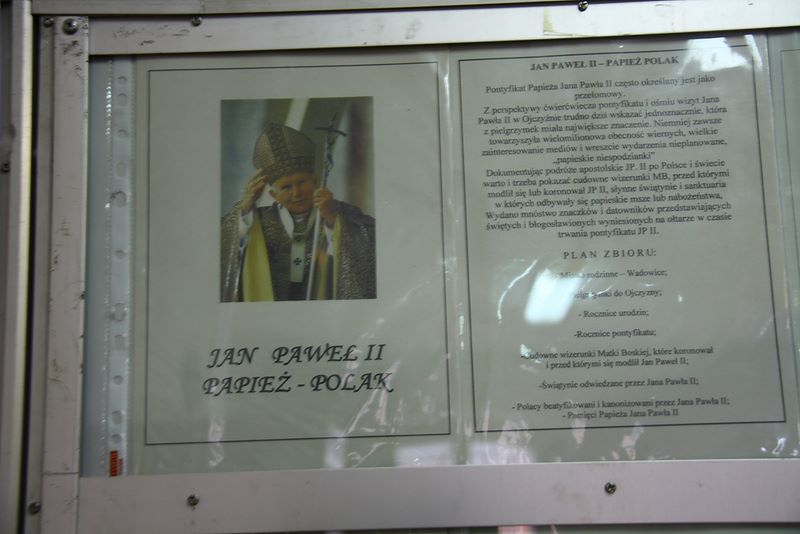 JAN PAWEŁ II
PAPIEŻ - POLAK
JAN PAWEŁ II – PAPIEŻ POLAK
Pontyfikat Papieża Jana Pawła II często określany jest jako
przełomowy.
Z perspektywy ćwierćwiecza pontyfikatu i ośmiu wizyt Jana
Pawła II w Ojczyźnie trudno dziś wskazać jednoznacznie, która
z pielgrzymek miała największe znaczenie. Niemniej zawsze
towarzyszyła wielomilionowa obecność wiernych, wielkie
zainteresowanie mediów i wreszcie wydarzenia nieplanowane,
„papieskie niespodzianki”
Dokumentując podróże apostolskie JP. II po Polsce i świecie
warto i trzeba pokazać cudowne wizerunki MB, przed którymi
modlił się lub koronował JP II, słynne świątynie i sanktuaria
w których odbywały się papieskie msze lub nabożeństwa,
Wydano mnóstwo znaczków i datowników przedstawiających
świętych i błogosławionych wyniesionych na ołtarze w czasie
trwania pontyfikatu JP II.
PLAN ZBIORU:
rodzinne – Wadowice;
do Ojczyzny;
- Rocznice urodzin;
-Rocznice pontyfikatu;
-Cudowne wizerunki Matki Boskiej, które koronował
i przed którymi się modlił Jan Paweł II;
-Świątynie odwiedzane przez Jana Pawła II;
- Polacy beatyfikowani i kanonizowani przez Jana Pawła II;
- Pamięci Papieża Jana Pawła II